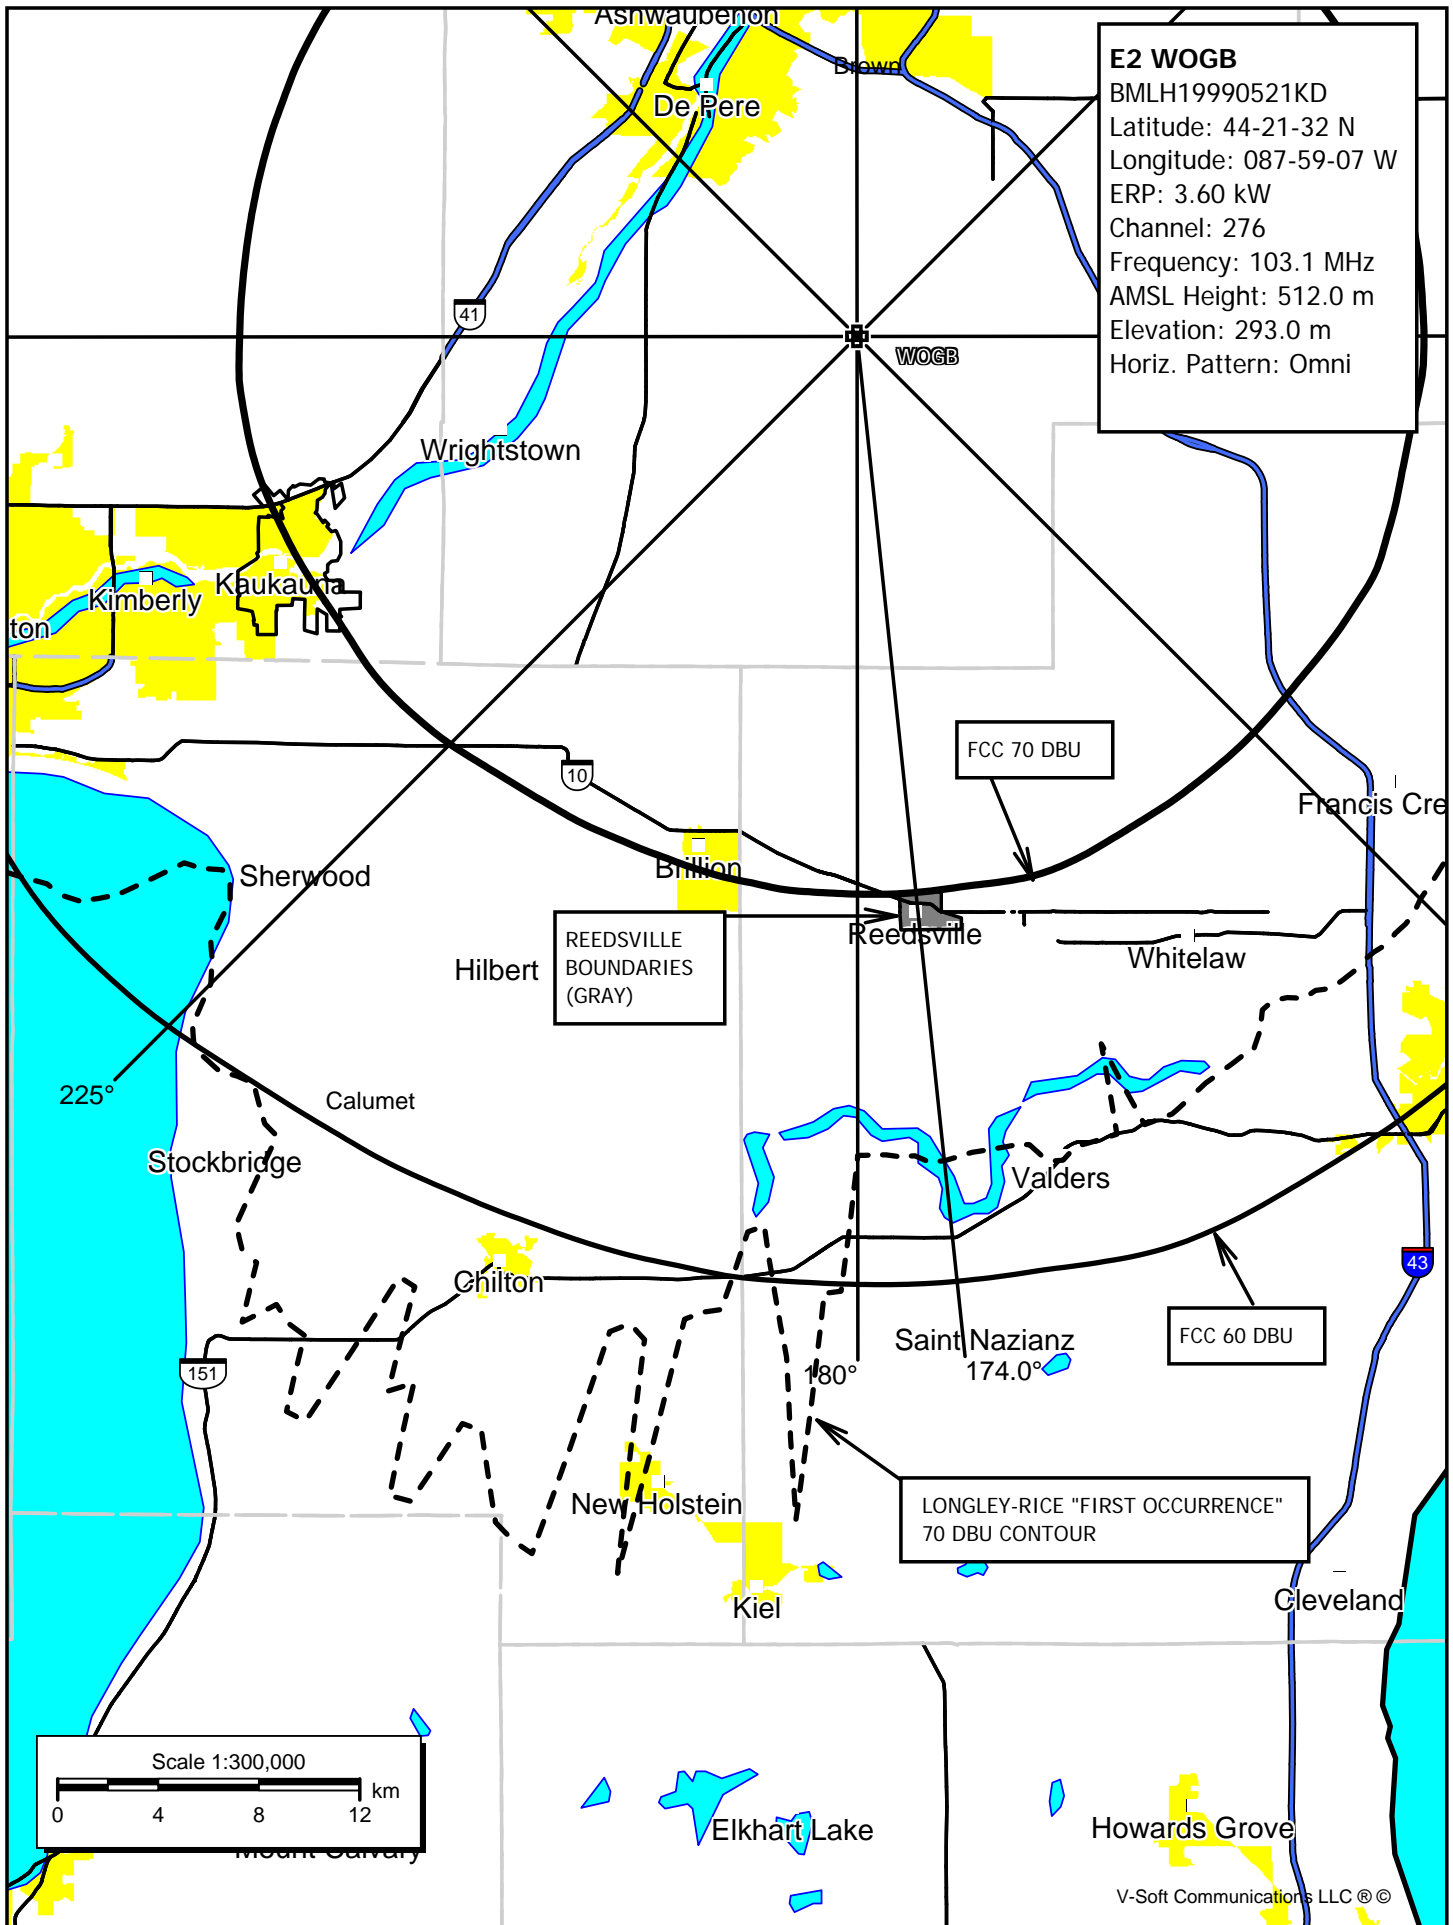 Ashwaubenon
Brown
De Pere
E2 WOGB
BMLH19990521KD
Latitude: 44-21-32 N
Longitude: 087-59-07 W
ERP: 3.60 kW
Channel: 276
Frequency: 103.1 MHz
AMSL Height: 512.0 m
Elevation: 293.0 m
Horiz. Pattern: Omni
41
WOGB
Wrightstown
Kaukauna
Kimberly
ton
FCC 70 DBU
10
Francis Cre
Brillion
Sherwood
Reedsville
REEDSVILLE
BOUNDARIES
(GRAY)
Hilbert
Whitelaw
225°
Calumet
Stockbridge
Valders
43
Chilton
FCC 60 DBU
Saint Nazianz
151
180°
174.0°
New Holstein
LONGLEY-RICE "FIRST OCCURRENCE"
70 DBU CONTOUR
Kiel
Cleveland
Scale 1:300,000
km
0 4 8 12
Elkhart Lake
Howards Grove
Mount Calvary
V-Soft Communications LLC ® ©